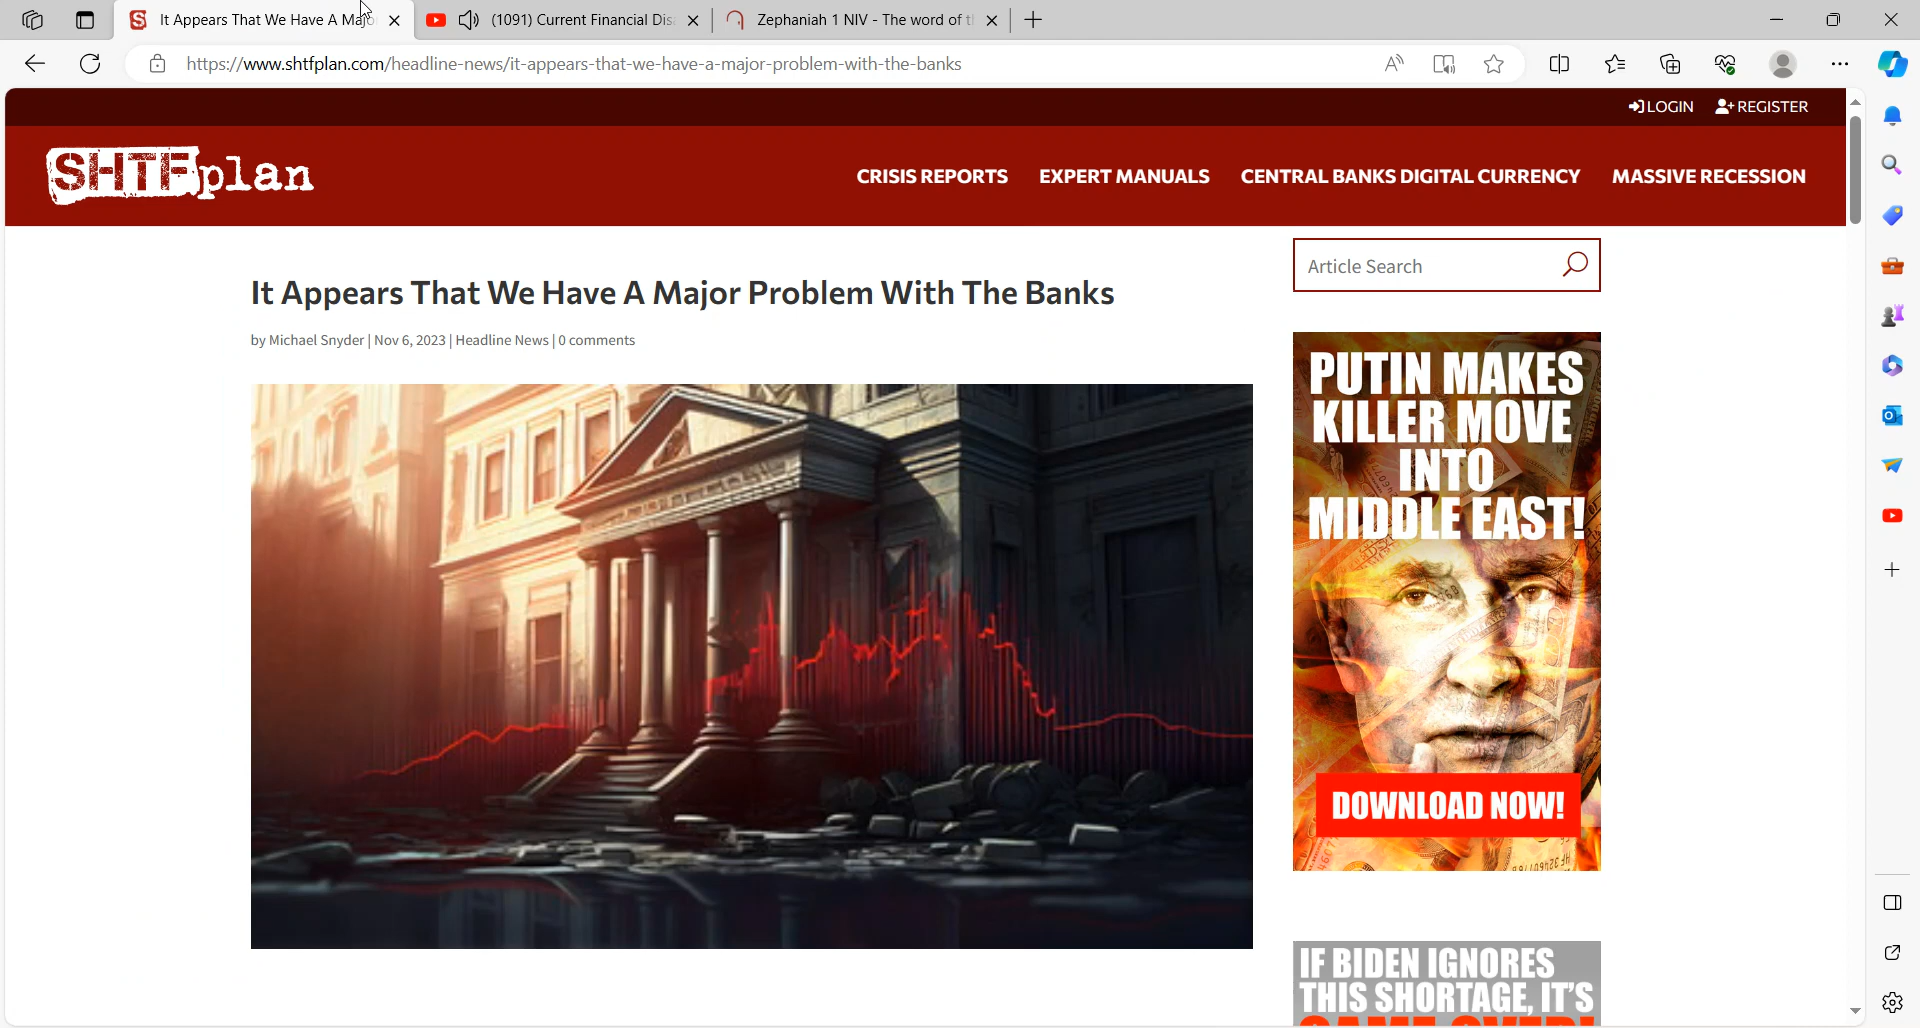 It Appears That We Have A Majo
(1091) Current Financial Disa
Zephaniah 1 NIV - The word of t
https://www.shtfplan.com/headline-news/it-appears-that-we-have-a-major-problem-with-the-banks
LOGIN
REGISTER
SHTFplan
CRISIS REPORTS
EXPERT MANUALS
CENTRAL BANKS DIGITAL CURRENCY
MASSIVE RECESSION
Article Search
It Appears That We Have A Major Problem With The Banks
by Michael Snyder | Nov 6, 2023 | Headline News | 0 comments
PUTIN MAKES
KILLER MOVE
INTO
MIDDLE EAST!
DOWNLOAD NOW!
IF BIDEN IGNORES
THIS SHORTAGE, IT'S
GAME OVER!